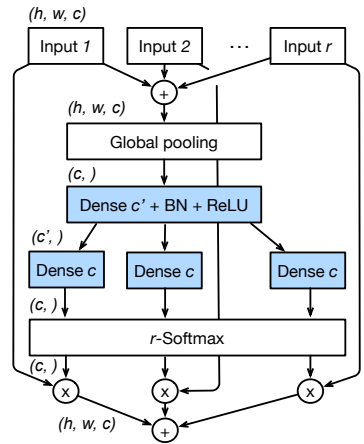 (h, w, c)
Input 1 Input 2 ... Input r
+
(h, w, c)
Global pooling
(c, )
Dense c' + BN + ReLU
(c', )
Dense c Dense c Dense c
(c, )
r-Softmax
(c, )
x x x
(h, w, c)
+